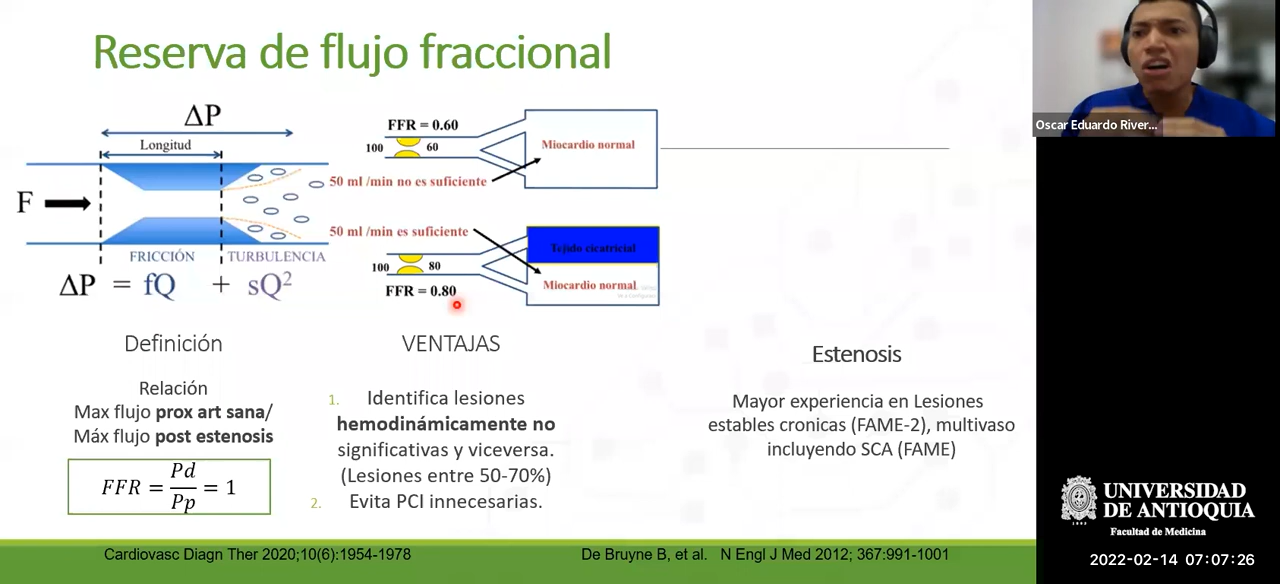 Reserva de flujo fraccional
ΔP
Longitud
F
FRICCIÓN
TURBULENCIA
ΔP = fQ + sQ²
FFR = 0.60
100
60
Miocardio normal
50 ml /min no es suficiente
50 ml /min es suficiente
Tejido cicatricial
100
80
Miocardio normal
FFR = 0.80
Definición
Relación
Max flujo prox art sana/
Máx flujo post estenosis
FFR = Pd/Pp = 1
VENTAJAS
1. Identifica lesiones
hemodinámicamente no
significativas y viceversa.
(Lesiones entre 50-70%)
2. Evita PCI innecesarias.
Estenosis
Mayor experiencia en Lesiones
estables cronicas (FAME-2), multivaso
incluyendo SCA (FAME)
Cardiovasc Diagn Ther 2020;10(6):1954-1978
De Bruyne B, et al. N Engl J Med 2012; 367:991-1001
Oscar Eduardo River...
UNIVERSIDAD
DE ANTIOQUIA
Facultad de Medicina
1803
2022-02-14 07:07:26